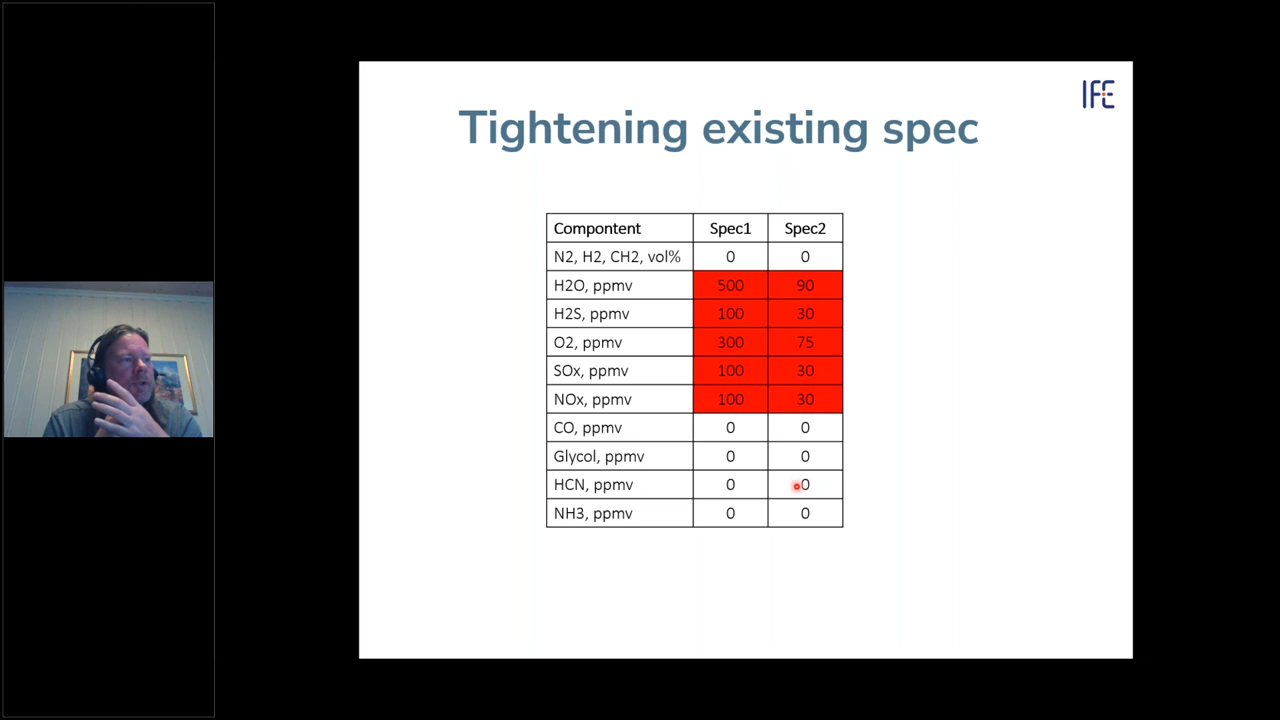 IFE
Tightening existing spec
Compontent Spec1 Spec2
N2, H2, CH2, vol% 0 0
H2O, ppmv 500 90
H2S, ppmv 100 30
O2, ppmv 300 75
SOx, ppmv 100 30
NOx, ppmv 100 30
CO, ppmv 0 0
Glycol, ppmv 0 0
HCN, ppmv 0 0
NH3, ppmv 0 0